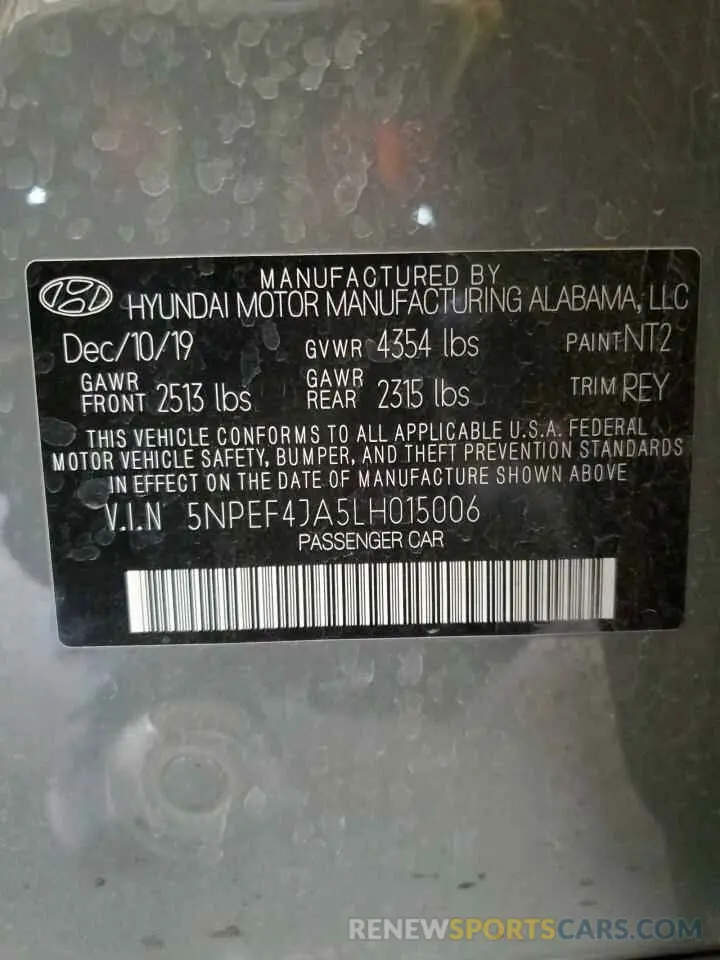 MANUFACTURED BY
HYUNDAI MOTOR MANUFACTURING ALABAMA, LLC
Dec/10/19 GVWR 4354 lbs PAINT NT2
GAWR FRONT 2513 lbs GAWR REAR 2315 lbs TRIM REY
THIS VEHICLE CONFORMS TO ALL APPLICABLE U.S.A. FEDERAL
MOTOR VEHICLE SAFETY, BUMPER, AND THEFT PREVENTION STANDARDS
IN EFFECT ON THE DATE OF MANUFACTURE SHOWN ABOVE
V.I.N 5NPEF4JA5LH015006
PASSENGER CAR
RENEWSPORTSCARS.COM